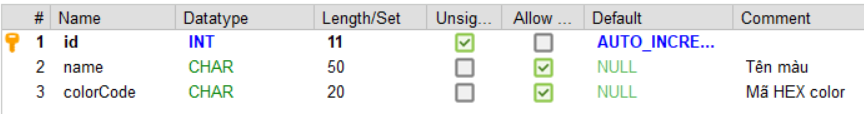 # Name Datatype Length/Set Unsig... Allow ... Default Comment
1 id INT 11 AUTO_INCRE...
2 name CHAR 50 NULL Tên màu
3 colorCode CHAR 20 NULL Mã HEX color